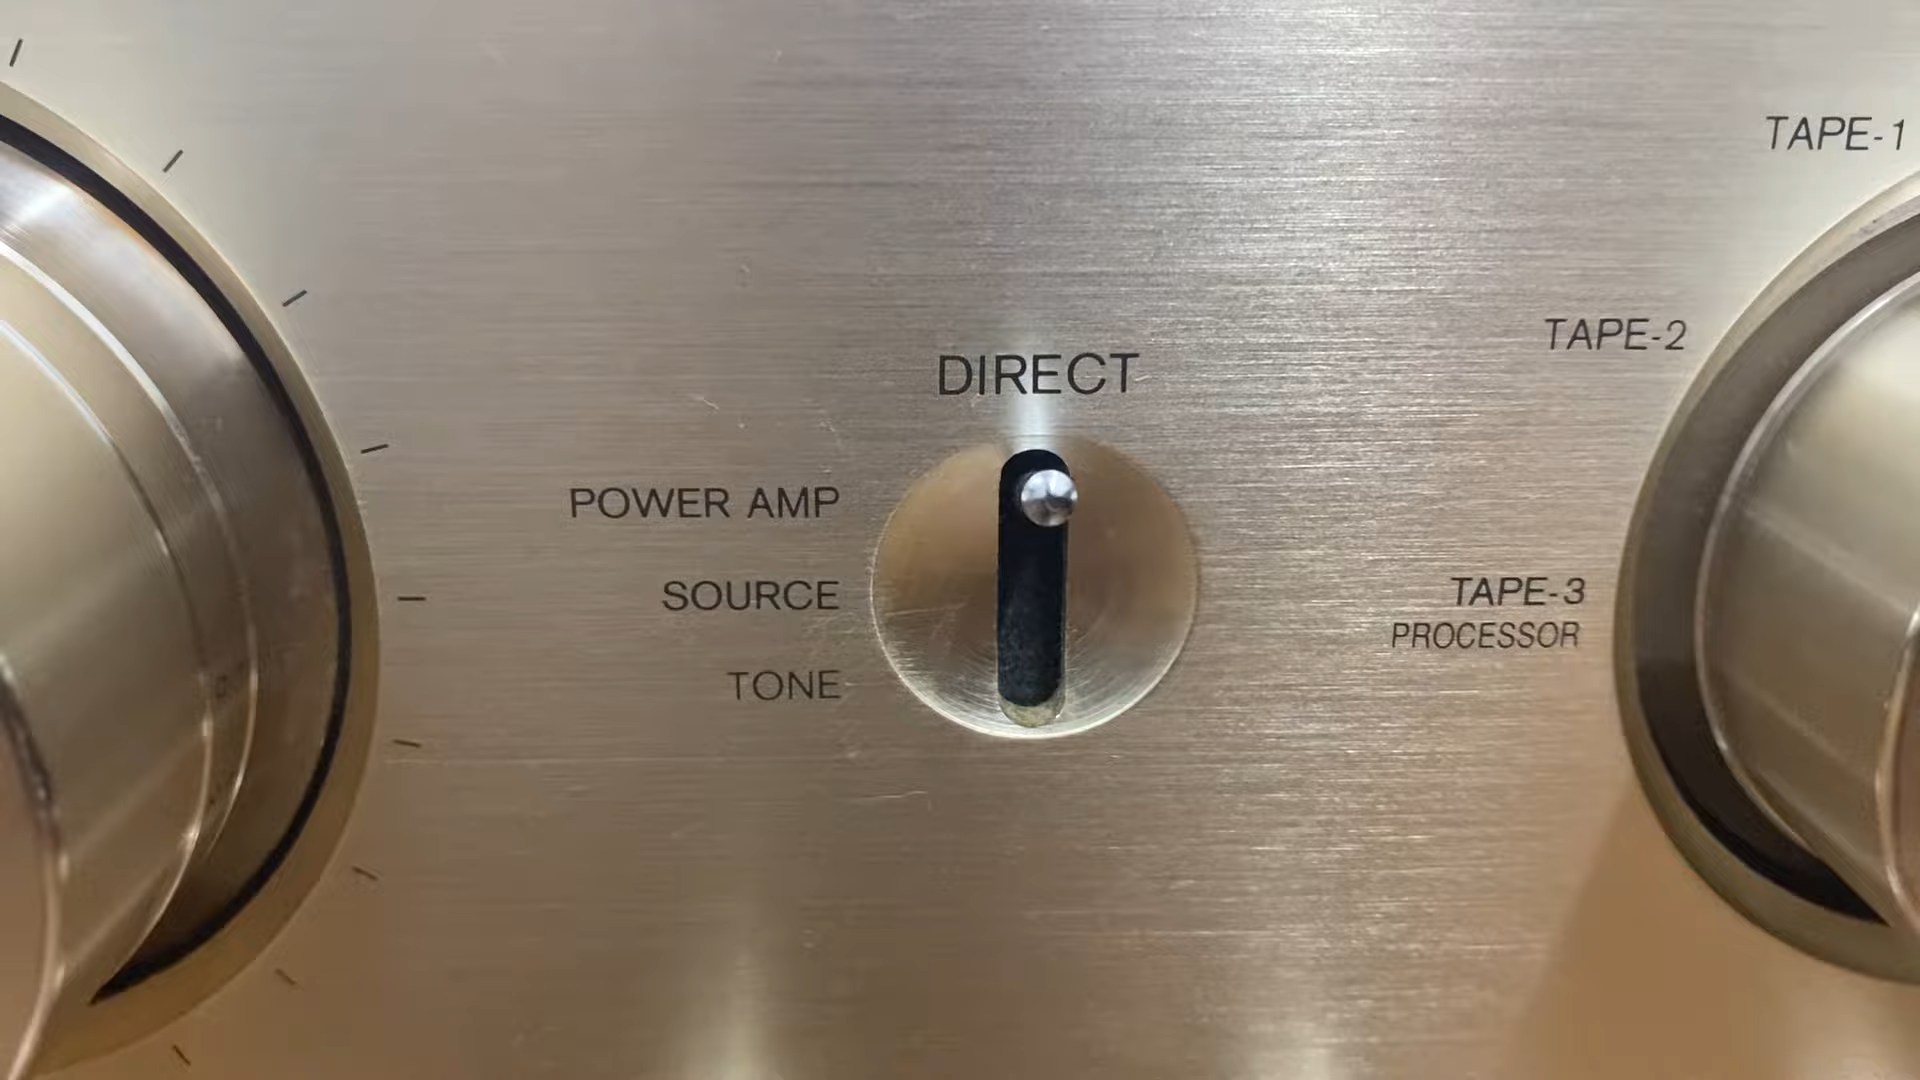 TAPE-1
TAPE-2
DIRECT
POWER AMP
SOURCE
TONE
TAPE-3
PROCESSOR